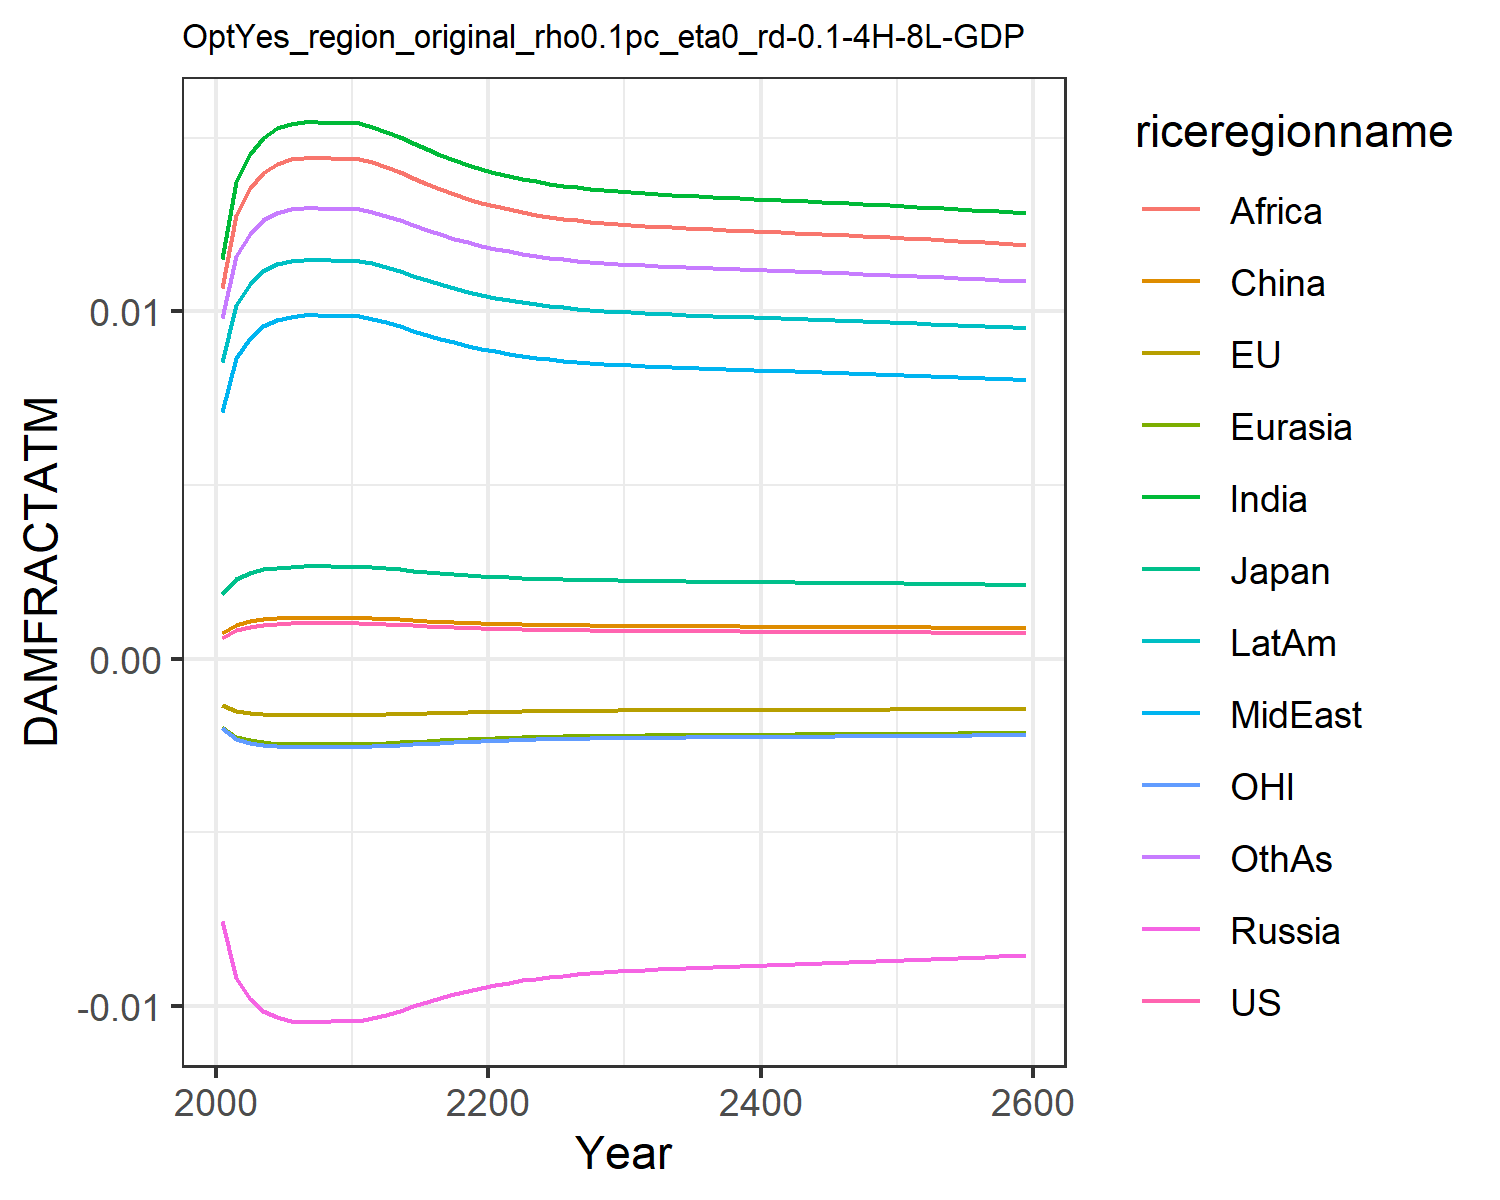 OptYes_region_original_rho0.1pc_eta0_rd-0.1-4H-8L-GDP
DAMFRACTATM
0.01
0.00
-0.01
2000
2200
2400
2600
Year
riceregionname
Africa
China
EU
Eurasia
India
Japan
LatAm
MidEast
OHI
OthAs
Russia
US